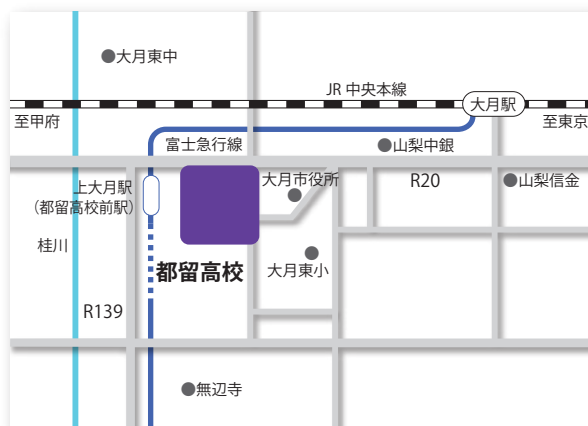 大月東中
JR 中央本線
大月駅
至甲府
至東京
富士急行線
山梨中銀
上大月駅
（都留高校前駅）
大月市役所
R20
山梨信金
桂川
都留高校
大月東小
R139
無辺寺